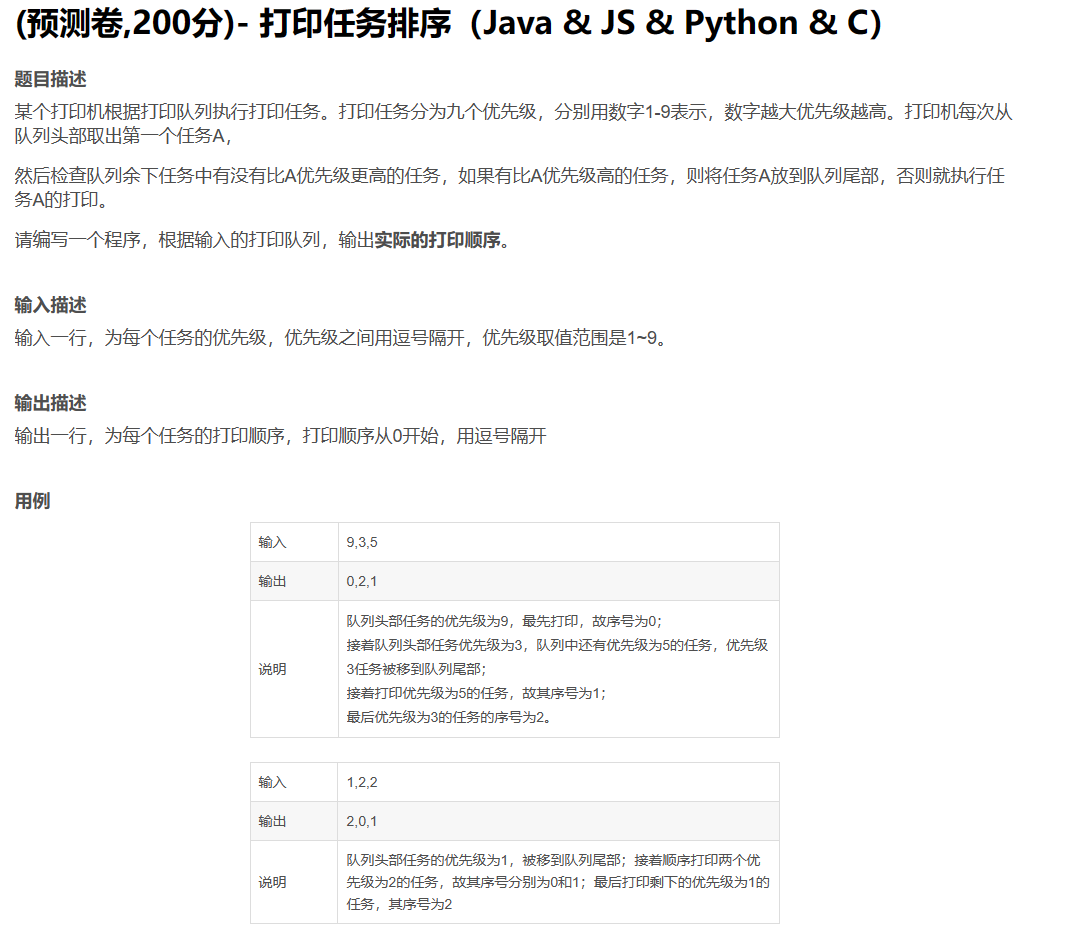 (预测卷,200分)- 打印任务排序（Java & JS & Python & C）
题目描述
某个打印机根据打印队列执行打印任务。打印任务分为九个优先级，分别用数字1-9表示，数字越大优先级越高。打印机每次从
队列头部取出第一个任务A，
然后检查队列余下任务中有没有比A优先级更高的任务，如果有比A优先级高的任务，则将任务A放到队列尾部，否则就执行任
务A的打印。
请编写一个程序，根据输入的打印队列，输出实际的打印顺序。
输入描述
输入一行，为每个任务的优先级，优先级之间用逗号隔开，优先级取值范围是1~9。
输出描述
输出一行，为每个任务的打印顺序，打印顺序从0开始，用逗号隔开
用例
输入 9,3,5
输出 0,2,1
队列头部任务的优先级为9，最先打印，故序号为0；
接着队列头部任务优先级为3，队列中还有优先级为5的任务，优先级
说明 3任务被移到队列尾部；
接着打印优先级为5的任务，故其序号为1；
最后优先级为3的任务的序号为2。
输入 1,2,2
输出 2,0,1
队列头部任务的优先级为1，被移到队列尾部；接着顺序打印两个优
说明 先级为2的任务，故其序号分别为0和1；最后打印剩下的优先级为1的
任务，其序号为2